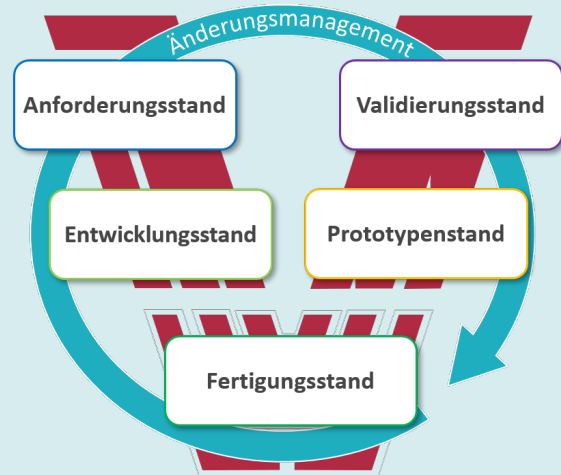 Änderungsmanagement
Anforderungsstand
Validierungsstand
Entwicklungsstand
Prototypenstand
Fertigungsstand